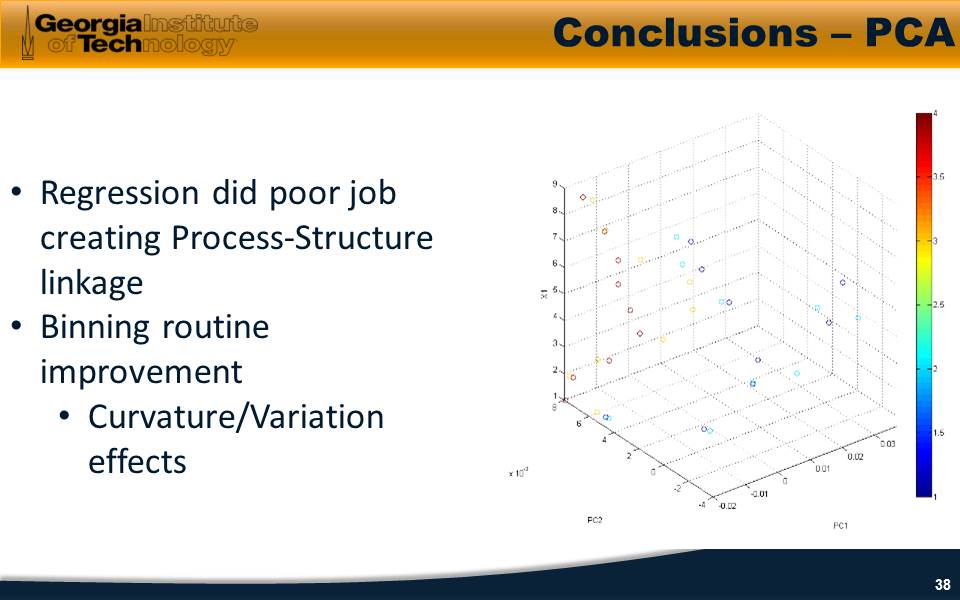 GeorgiaInstitute
of Technology
Conclusions – PCA
• Regression did poor job
creating Process-Structure
linkage
• Binning routine
improvement
• Curvature/Variation
effects
9
8
7
6
5
4
3
2
1
X1
8
6
4
2
0
-2
-4
x 10^-3
PC2
-0.02
-0.01
0
0.01
0.02
0.03
PC1
4
3.5
3
2.5
2
1.5
1
38